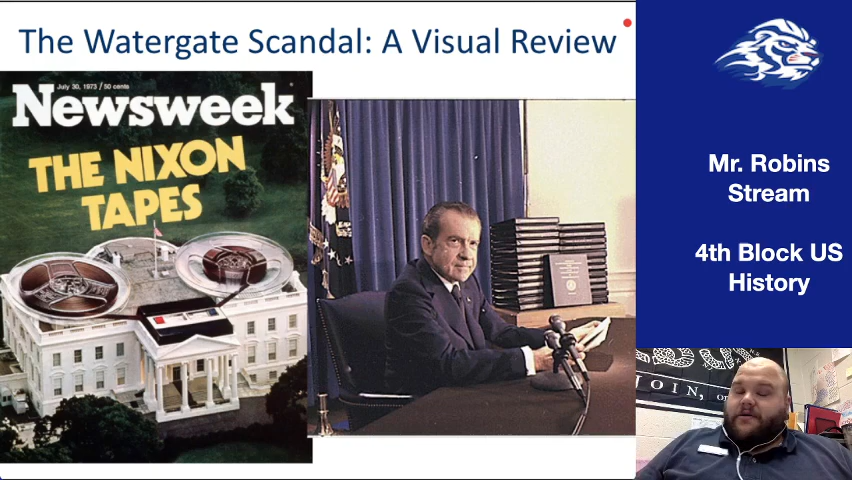 The Watergate Scandal: A Visual Review
July 30, 1973 / 50 cents
Newsweek
THE NIXON
TAPES
Mr. Robins
Stream
4th Block US
History
JOIN, OR